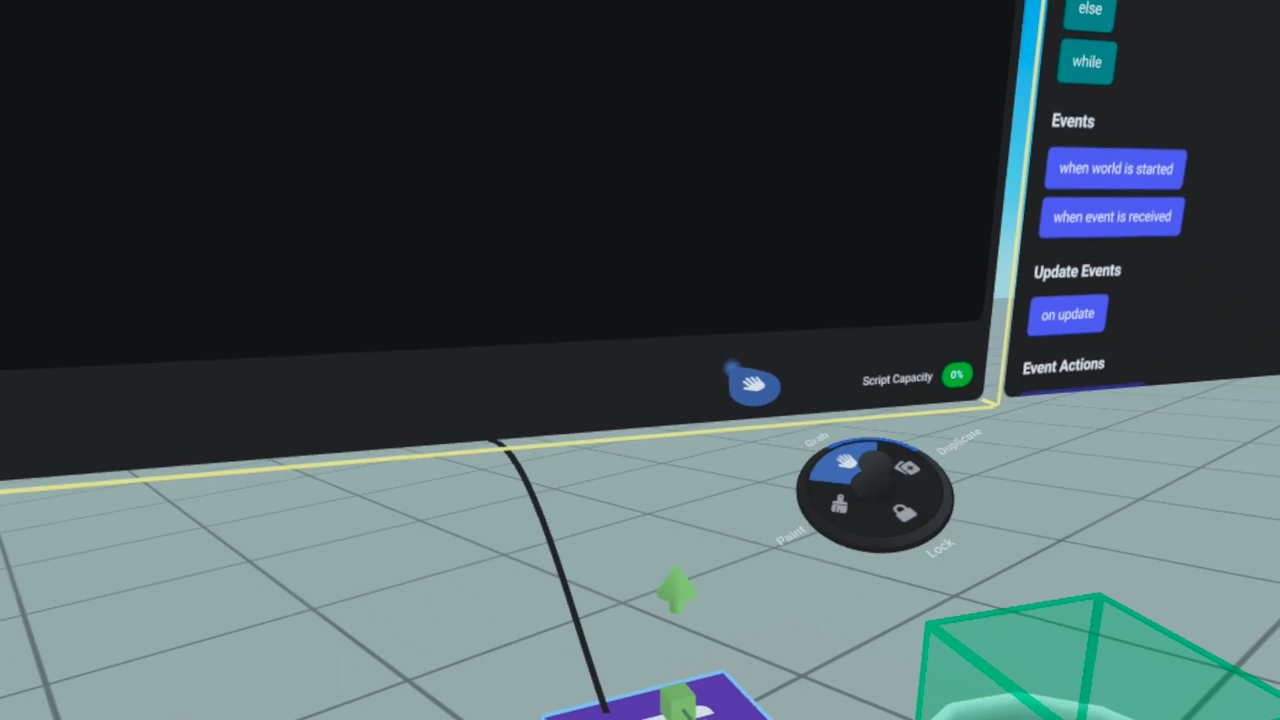 else
while
Events
when world is started
when event is received
Update Events
on update
Event Actions
Script Capacity 0%
Grab
Duplicate
Paint
Lock